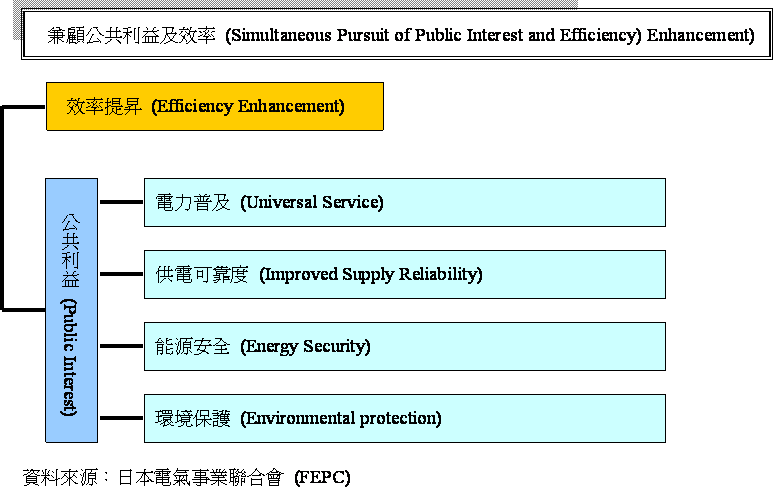 兼顧公共利益及效率 (Simultaneous Pursuit of Public Interest and Efficiency) Enhancement)
效率提昇 (Efficiency Enhancement)
公共利益 (Public Interest)
電力普及 (Universal Service)
供電可靠度 (Improved Supply Reliability)
能源安全 (Energy Security)
環境保護 (Environmental protection)
資料來源：日本電氣事業聯合會 (FEPC)